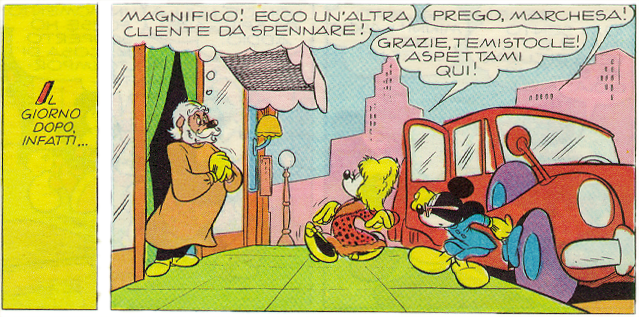 IL
GIORNO
DOPO,
INFATTI...
MAGNIFICO! ECCO UN'ALTRA
CLIENTE DA SPENNARE!
PREGO, MARCHESA!
GRAZIE, TEMISTOCLE!
ASPETTAMI
QUI!